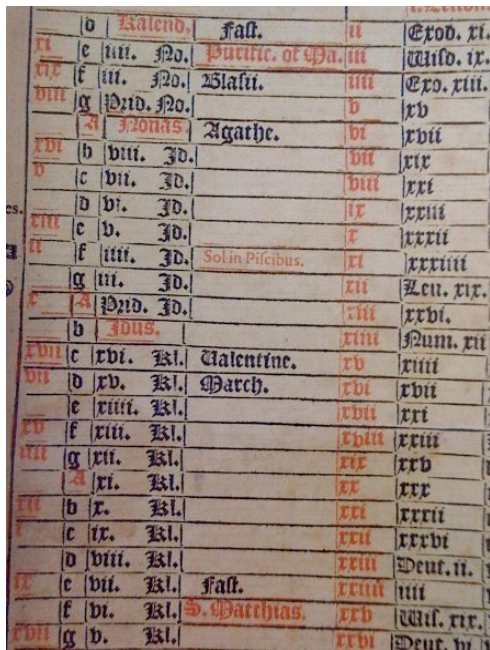 d Kalend. Fast. ii Exod. xi.
xi e iiii. No. Purific. of Ma. iii Wisd. ix.
xix f iii. No. Blasii. iiii Exo. xiii.
viii g Prid. No. v xv
A Nonas. Agathe. vi xvii
xvi b viii. Id. vii xix
v c vii. Id. viii xxi
d vi. Id. ix xxiii
xiii e v. Id. x xxxii
ii f iiii. Id. Sol in Piscibus. xi xxxiiii
g iii. Id. xii Leu. xix.
x A Prid. Id. xiii xxvi.
b Idus. xiiii Num. xii
xvii c xvi. Kl. Valentine. xv xiiii
vii d xv. Kl. March. xvi xvii
e xiiii. Kl. xvii xxi
xv f xiii. Kl. xviii xxiii
iiii g xii. Kl. xix xxv
A xi. Kl. xx xxx
xii b x. Kl. xxi xxxii
i c ix. Kl. xxii xxxvi
d viii. Kl. xxiii Deut. ii.
ix e vii. Kl. Fast. xxiiii iiii
f vi. Kl. S. Matthias. xxv Wis. xix.
xvii g v. Kl. xxvi Deut. vi